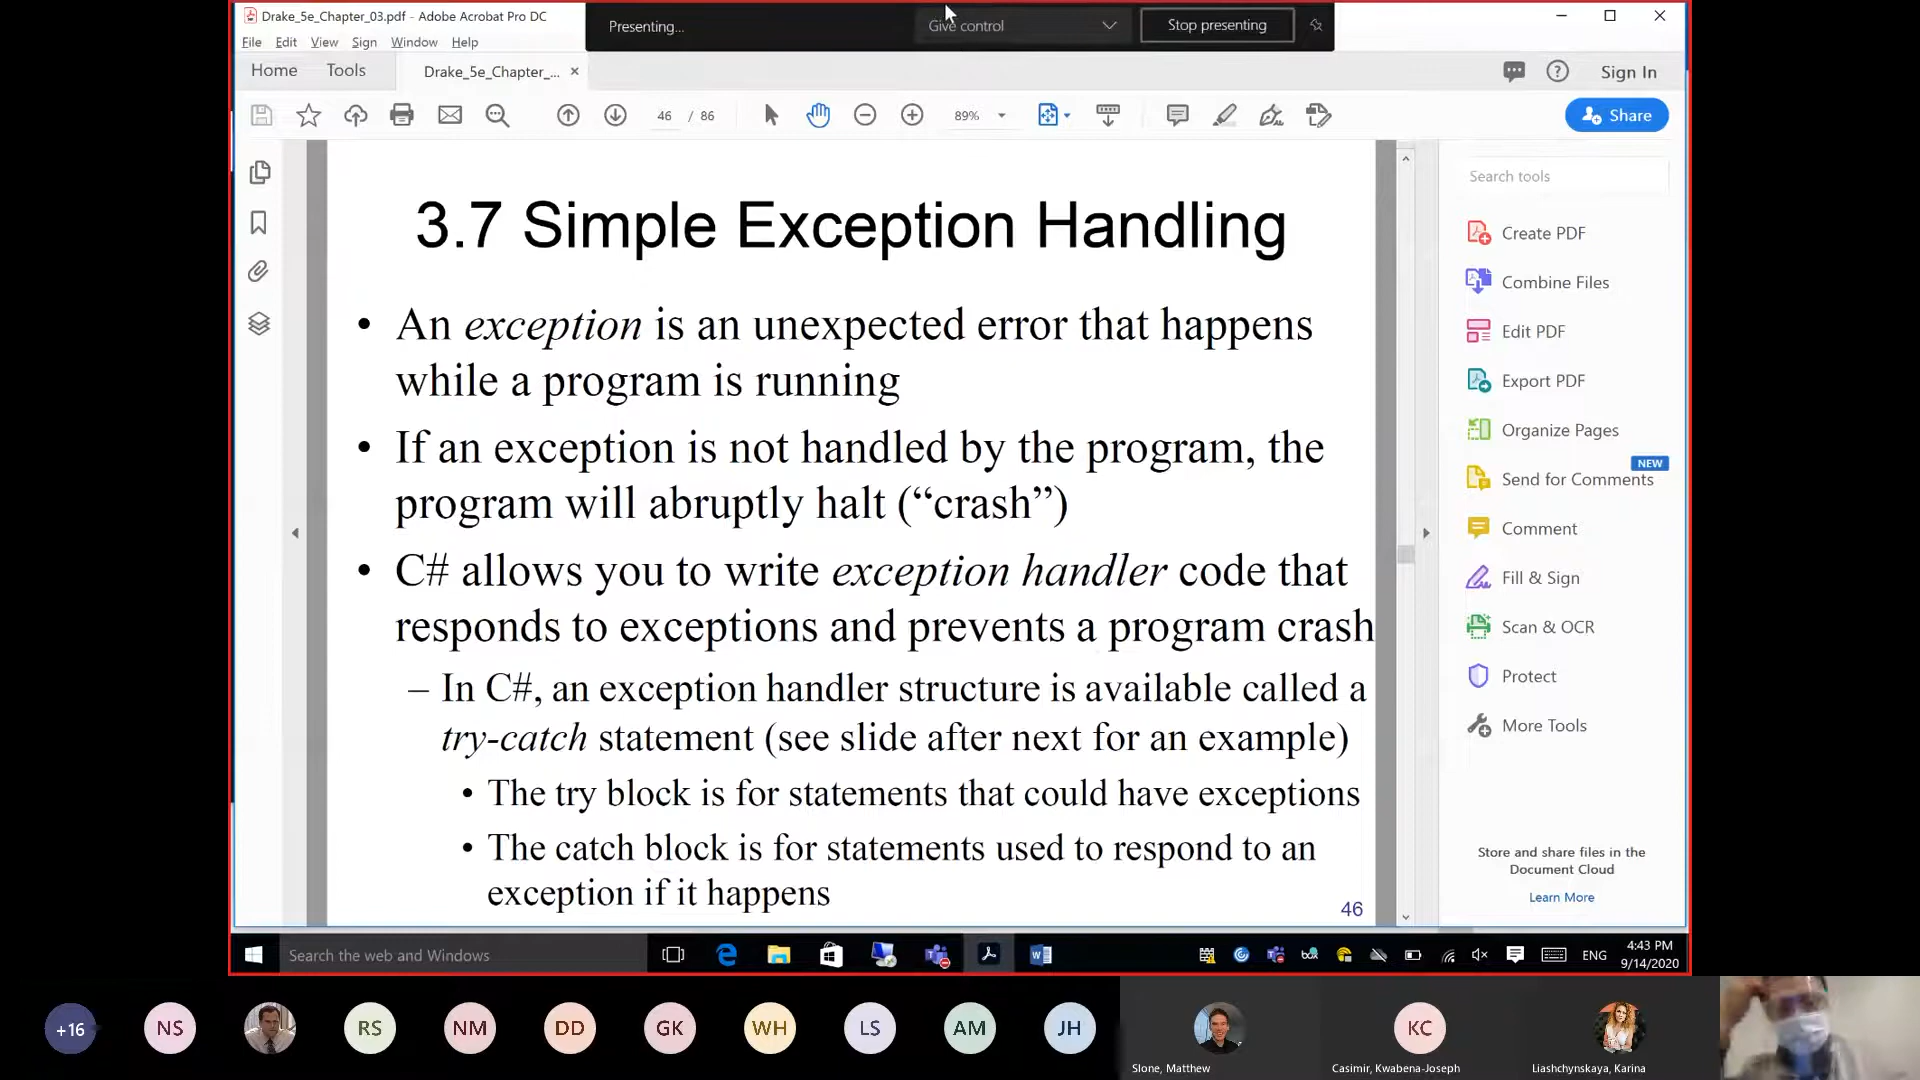 Drake_5e_Chapter_03.pdf - Adobe Acrobat Pro DC
Presenting...
Give control
Stop presenting
File Edit View Sign Window Help
Home Tools Drake_5e_Chapter_... ×
Sign In
46 / 86
89%
Share
3.7 Simple Exception Handling
• An exception is an unexpected error that happens
while a program is running
• If an exception is not handled by the program, the
program will abruptly halt (“crash”)
• C# allows you to write exception handler code that
responds to exceptions and prevents a program crash
– In C#, an exception handler structure is available called a
try-catch statement (see slide after next for an example)
• The try block is for statements that could have exceptions
• The catch block is for statements used to respond to an
exception if it happens
46
Search tools
Create PDF
Combine Files
Edit PDF
Export PDF
Organize Pages
NEW
Send for Comments
Comment
Fill & Sign
Scan & OCR
Protect
More Tools
Store and share files in the
Document Cloud
Learn More
Search the web and Windows
ENG
4:43 PM
9/14/2020
+16 NS RS NM DD GK WH LS AM JH KC
Slone, Matthew
Casimir, Kwabena-Joseph
Liashchynskaya, Karina